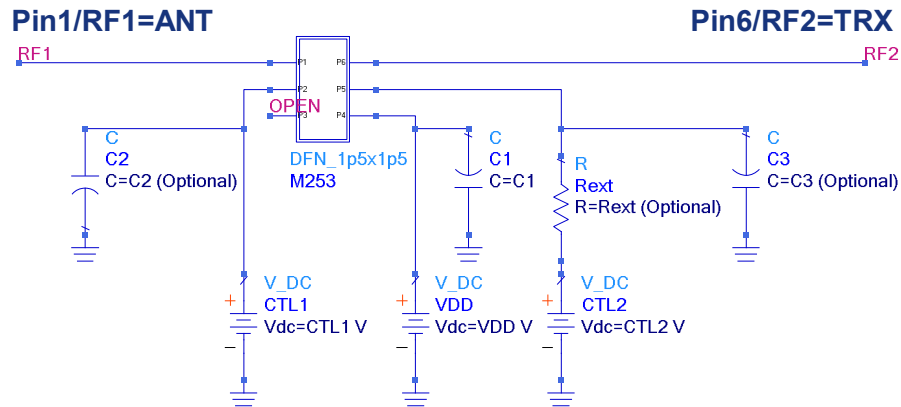 Pin1/RF1=ANT
Pin6/RF2=TRX
RF1
RF2
P1
P6
P2
P5
OPEN
P3
P4
DFN_1p5x1p5
M253
C
C2
C=C2 (Optional)
C
C1
C=C1
R
Rext
R=Rext (Optional)
C
C3
C=C3 (Optional)
V_DC
CTL1
Vdc=CTL1 V
V_DC
VDD
Vdc=VDD V
V_DC
CTL2
Vdc=CTL2 V